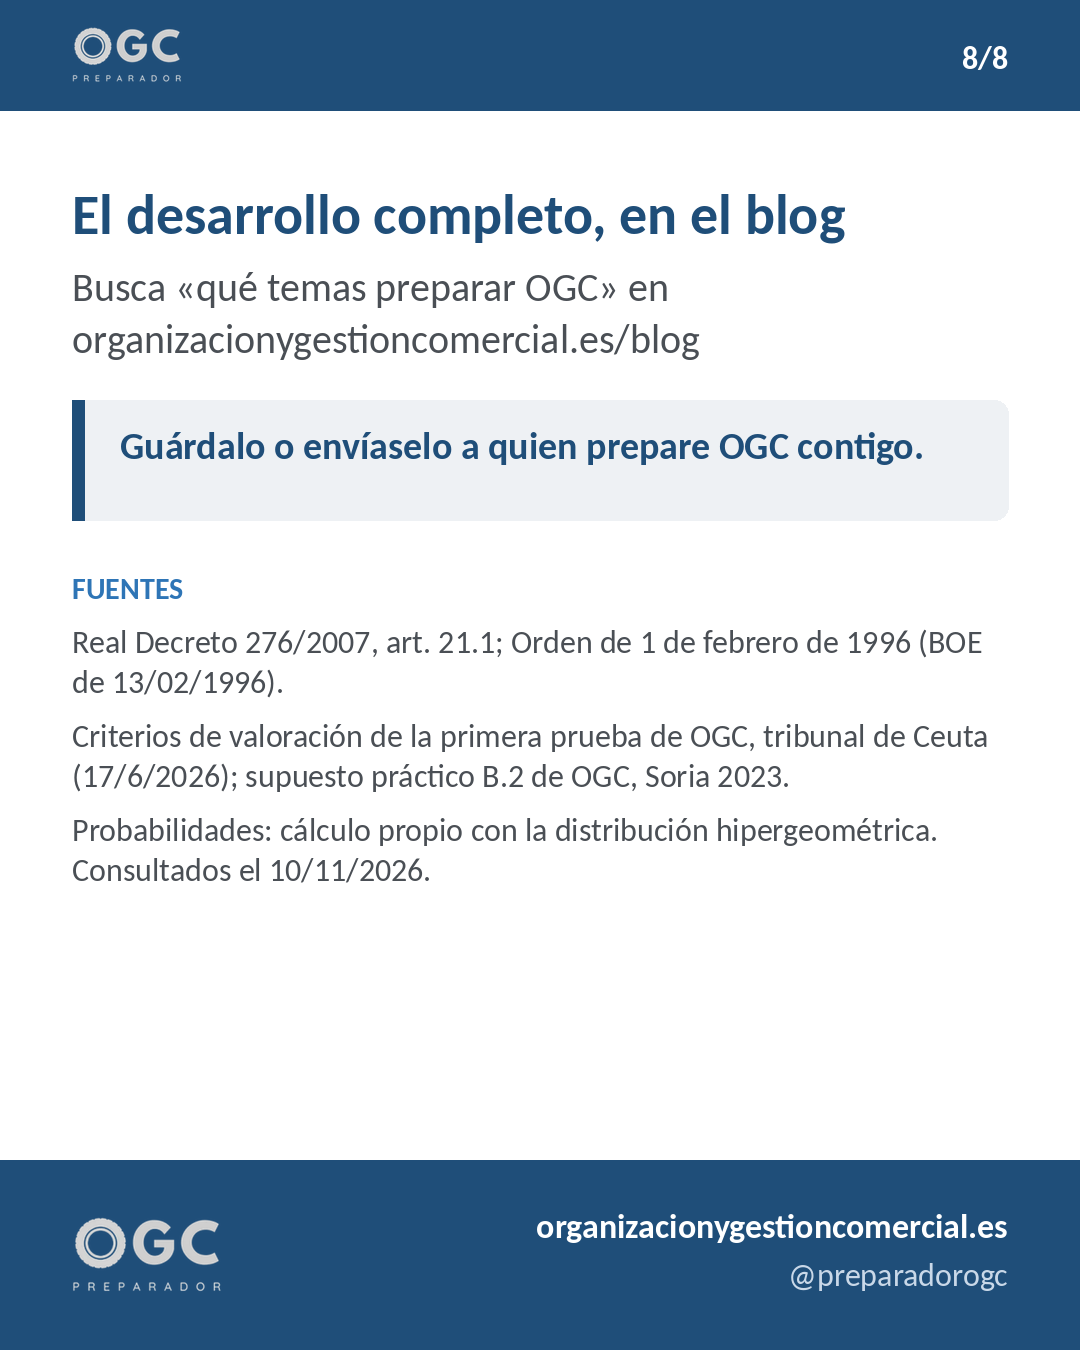 OGC
PREPARADOR
8/8
El desarrollo completo, en el blog
Busca «qué temas preparar OGC» en
organizacionygestioncomercial.es/blog
Guárdalo o envíaselo a quien prepare OGC contigo.
FUENTES
Real Decreto 276/2007, art. 21.1; Orden de 1 de febrero de 1996 (BOE
de 13/02/1996).
Criterios de valoración de la primera prueba de OGC, tribunal de Ceuta
(17/6/2026); supuesto práctico B.2 de OGC, Soria 2023.
Probabilidades: cálculo propio con la distribución hipergeométrica.
Consultados el 10/11/2026.
OGC
PREPARADOR
organizacionygestioncomercial.es
@preparadorogc